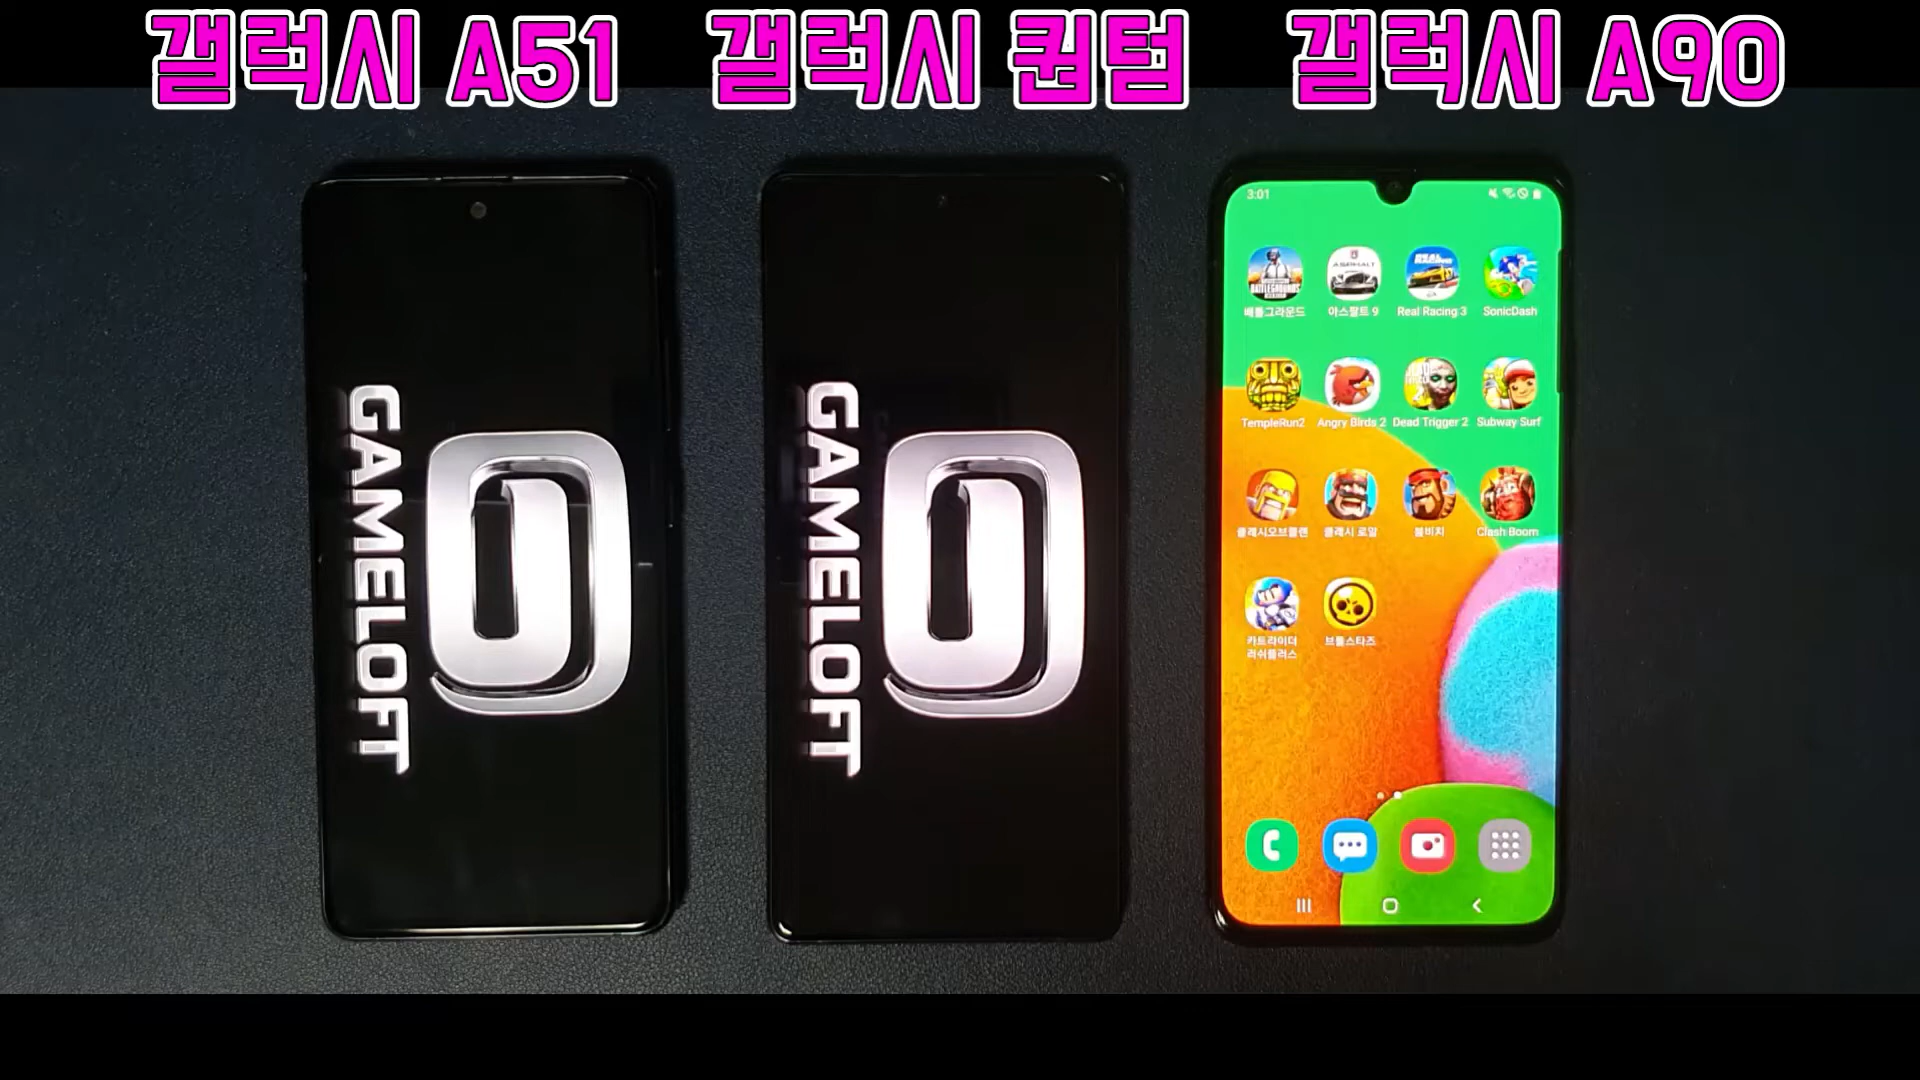 갤럭시 A51
갤럭시 퀀텀
갤럭시 A90
GAMELOFT
GAMELOFT
3:01
배틀그라운드
아스팔트 9
Real Racing 3
SonicDash
TempleRun2
Angry Birds 2
Dead Trigger 2
Subway Surf
클래시오브클랜
클래시 로얄
붐비치
Clash Boom
카트라이더
러쉬플러스
브롤스타즈